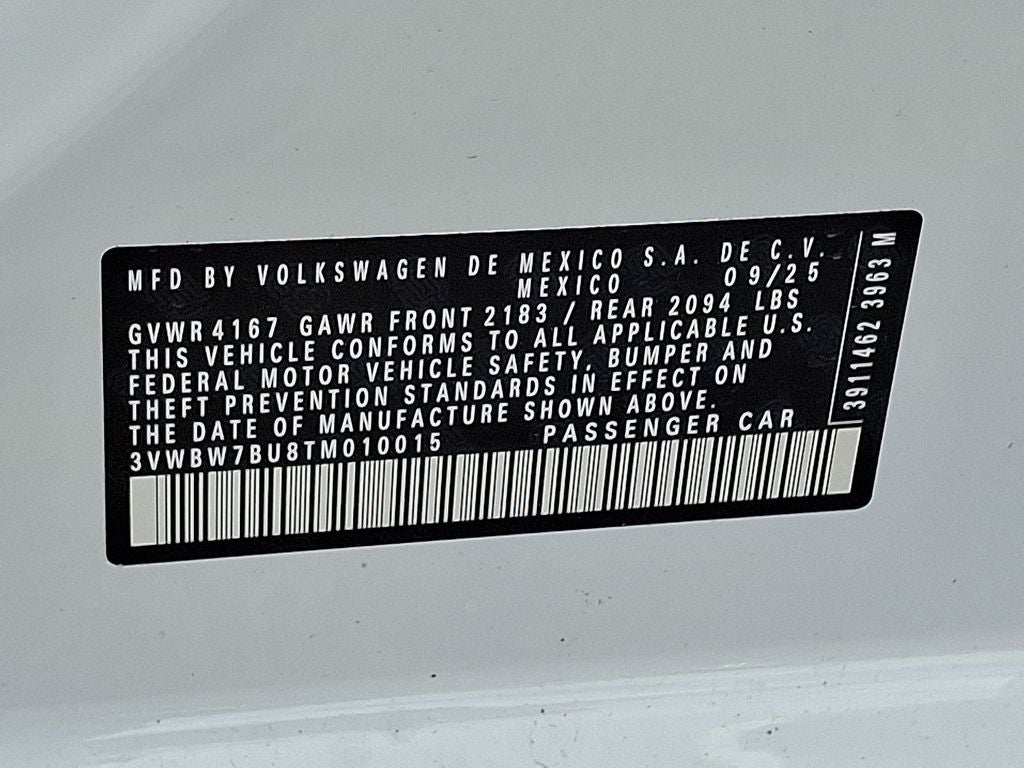 MFD BY VOLKSWAGEN DE MEXICO S.A. DE C.V.
MEXICO 09/25
GVWR 4167 GAWR FRONT 2183 / REAR 2094 LBS
THIS VEHICLE CONFORMS TO ALL APPLICABLE U.S.
FEDERAL MOTOR VEHICLE SAFETY, BUMPER AND
THEFT PREVENTION STANDARDS IN EFFECT ON
THE DATE OF MANUFACTURE SHOWN ABOVE.
3VWBW7BU8TM010015 PASSENGER CAR
3911462 3963 M